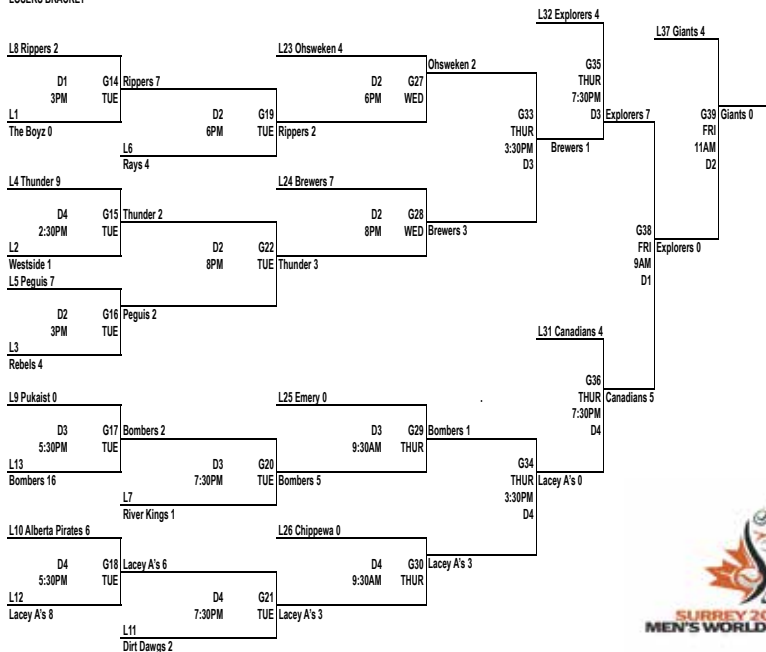 LOSERS BRACKET
L32 Explorers 4
L37 Giants 4
L8 Rippers 2
L23 Ohsweken 4
Ohsweken 2
G35
D1 G14 Rippers 7
D2 G27
THUR
3PM TUE
6PM WED
7:30PM
L1
D2 G19
G33
D3 Explorers 7
G39 Giants 0
The Boyz 0
6PM TUE Rippers 2
THUR
FRI
L6
3:30PM
Brewers 1
11AM
Rays 4
D3
D2
L4 Thunder 9
L24 Brewers 7
D4 G15 Thunder 2
D2 G28
2:30PM TUE
8PM WED Brewers 3
G38
L2
D2 G22
FRI Explorers 0
Westside 1
8PM TUE Thunder 3
9AM
L5 Peguis 7
D1
D2 G16 Peguis 2
3PM TUE
L31 Canadians 4
L3
Rebels 4
G36
L9 Pukaist 0
L25 Emery 0
THUR Canadians 5
7:30PM
D3 G17 Bombers 2
D3 G29 Bombers 1
D4
5:30PM TUE
9:30AM THUR
L13
D3 G20
G34
Bombers 16
7:30PM TUE Bombers 5
THUR Lacey A's 0
L7
3:30PM
River Kings 1
D4
L10 Alberta Pirates 6
L26 Chippewa 0
D4 G18 Lacey A's 6
D4 G30 Lacey A's 3
5:30PM TUE
9:30AM THUR
L12
D4 G21
Lacey A's 8
7:30PM TUE Lacey A's 3
L11
Dirt Dawgs 2
SURREY 20
MEN'S WORLD